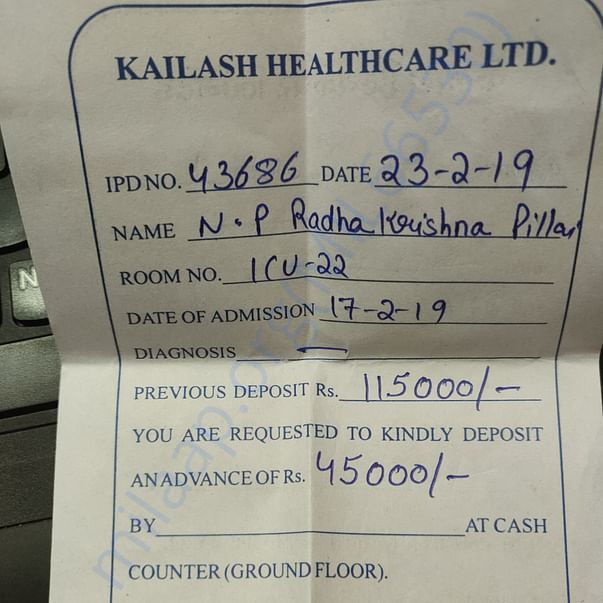 KAILASH HEALTHCARE LTD.
IPD NO. 43686 DATE 23-2-19
NAME N.P Radhakrishna Pillai
ROOM NO. ICU-22
DATE OF ADMISSION 17-2-19
DIAGNOSIS —
PREVIOUS DEPOSIT Rs. 115000/-
YOU ARE REQUESTED TO KINDLY DEPOSIT
AN ADVANCE OF Rs. 45000/-
BY AT CASH
COUNTER (GROUND FLOOR).